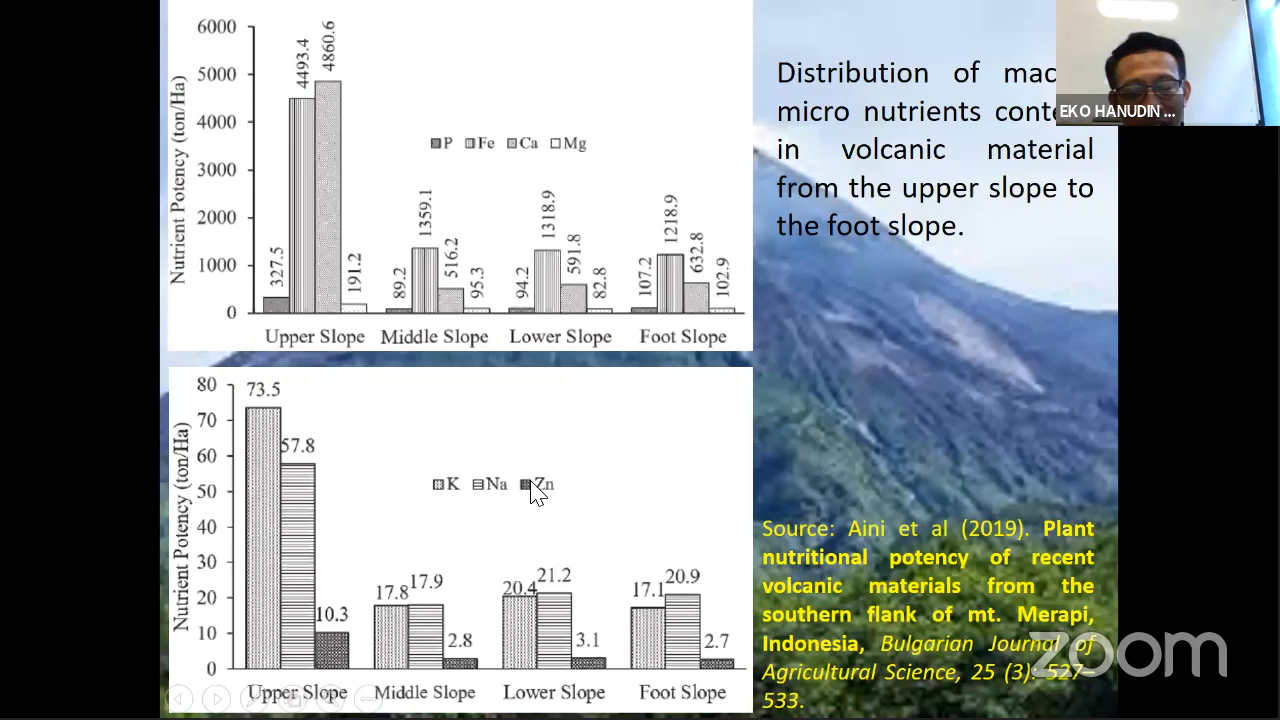 6000
5000
4000
3000
2000
1000
0
Nutrient Potency (ton/Ha)
P Fe Ca Mg
327.5 4493.4 4860.6 191.2
89.2 1359.1 516.2 95.3
94.2 1318.9 591.8 82.8
107.2 1218.9 632.8 102.9
Upper Slope Middle Slope Lower Slope Foot Slope
80
70
60
50
40
30
20
10
0
Nutrient Potency (ton/Ha)
K Na Zn
73.5 57.8 10.3
17.8 17.9 2.8
20.4 21.2 3.1
17.1 20.9 2.7
Upper Slope Middle Slope Lower Slope Foot Slope
Distribution of
micro nutrients
in volcanic material
from the upper slope to
the foot slope.
EKO HANUDIN ...
Source: Aini et al (2019). Plant
nutritional potency of recent
volcanic materials from the
southern flank of mt. Merapi,
Indonesia, Bulgarian Journal of
Agricultural Science, 25 (3): 527–
533.
zoom